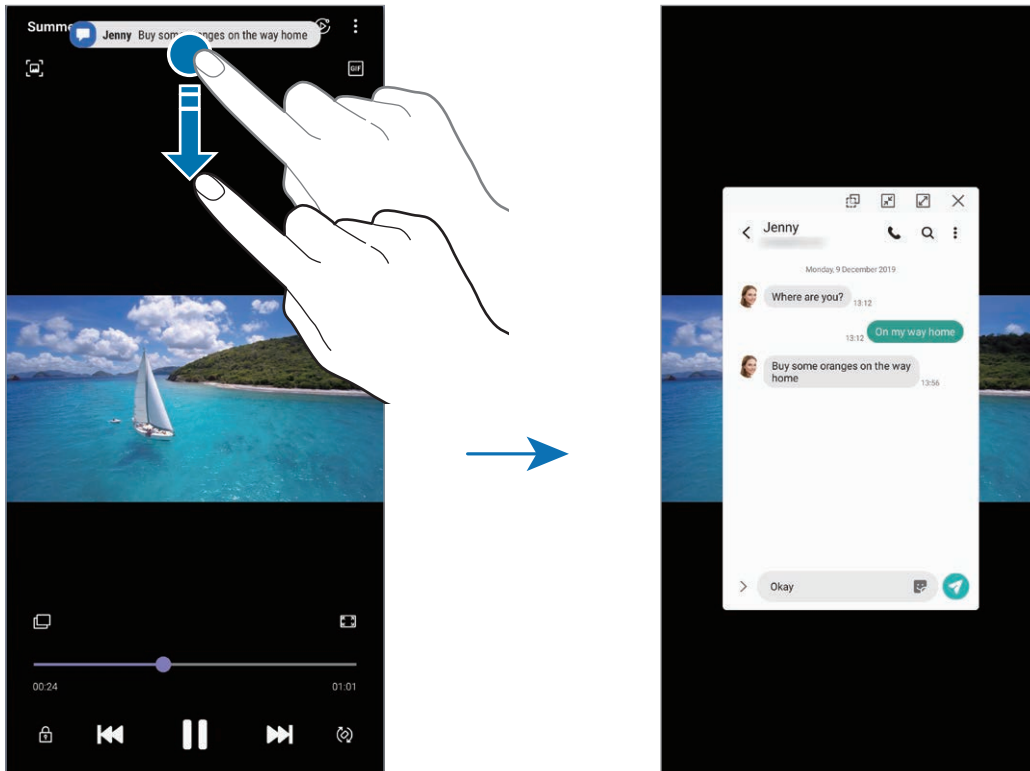 Summe
Jenny Buy some oranges on the way home
GIF
00:24
01:01
Jenny
Monday, 9 December 2019
Where are you?
13:12
On my way home
13:12
Buy some oranges on the way
home
13:56
Okay